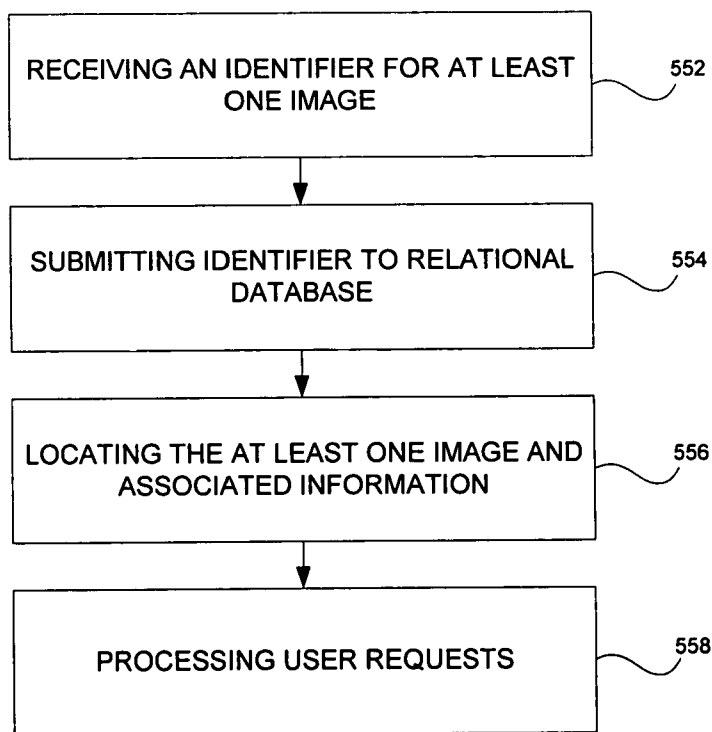 RECEIVING AN IDENTIFIER FOR AT LEAST
ONE IMAGE
552
SUBMITTING IDENTIFIER TO RELATIONAL
DATABASE
554
LOCATING THE AT LEAST ONE IMAGE AND
ASSOCIATED INFORMATION
556
PROCESSING USER REQUESTS
558